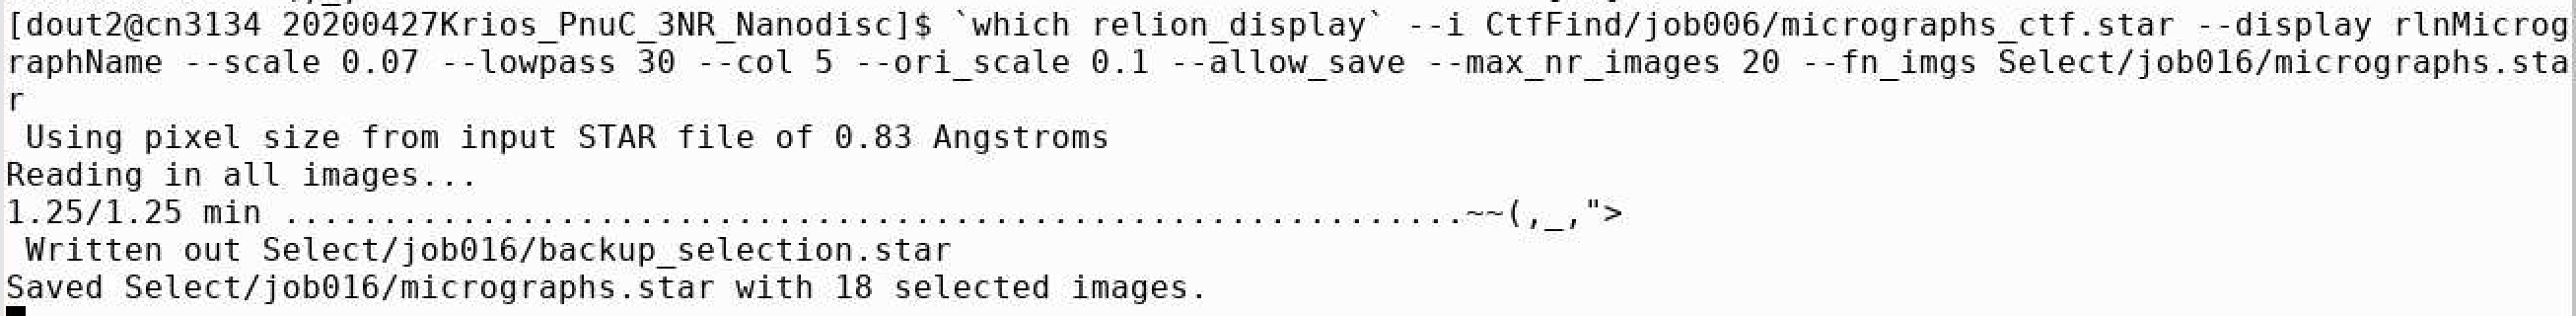 [dout2@cn3134 20200427Krios_PnuC_3NR_Nanodisc]$ `which relion_display` --i CtfFind/job006/micrographs_ctf.star --display rlnMicrog
raphName --scale 0.07 --lowpass 30 --col 5 --ori_scale 0.1 --allow_save --max_nr_images 20 --fn_imgs Select/job016/micrographs.sta
r
 Using pixel size from input STAR file of 0.83 Angstroms
Reading in all images...
1.25/1.25 min ............................................................~~(,_,">
 Written out Select/job016/backup_selection.star
Saved Select/job016/micrographs.star with 18 selected images.